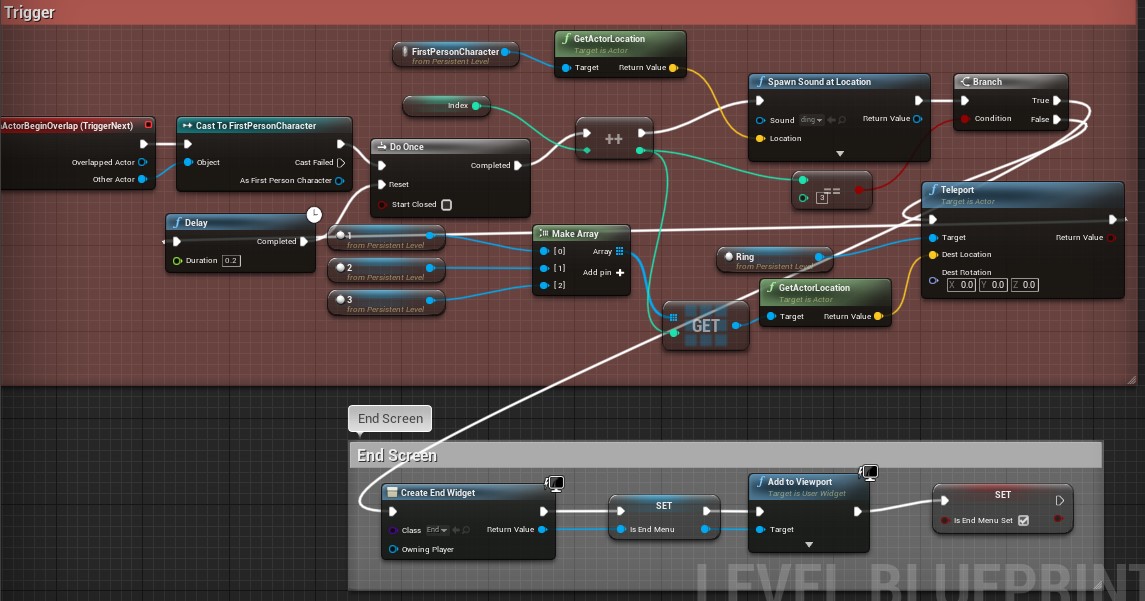 Trigger
FirstPersonCharacter
from Persistent Level
GetActorLocation
Target is Actor
Target
Return Value
Index
ActorBeginOverlap (TriggerNext)
Overlapped Actor
Other Actor
Cast To FirstPersonCharacter
Object
Cast Failed
As First Person Character
Do Once
Completed
Reset
Start Closed
++
Spawn Sound at Location
Sound
ding
Return Value
Location
Branch
True
Condition
False
3
==
Delay
Completed
Duration
0.2
1
from Persistent Level
2
from Persistent Level
3
from Persistent Level
Make Array
[0]
Array
[1]
Add pin
[2]
GET
Ring
from Persistent Level
GetActorLocation
Target is Actor
Target
Return Value
Teleport
Target is Actor
Target
Return Value
Dest Location
Dest Rotation
X 0.0 Y 0.0 Z 0.0
End Screen
End Screen
Create End Widget
Class
End
Return Value
Owning Player
SET
Is End Menu
Add to Viewport
Target is User Widget
Target
SET
Is End Menu Set
LEVEL BLUEPRINT